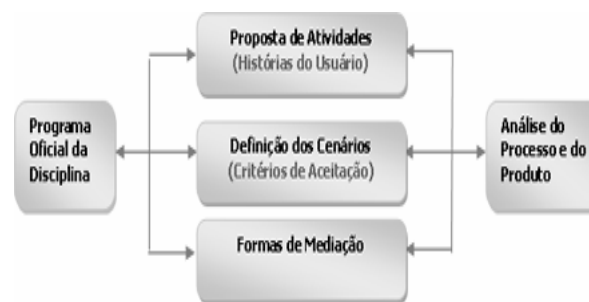 Programa
Oficial da
Disciplina
Proposta de Atividades
(Histórias do Usuário)
Definição dos Cenários
(Critérios de Aceitação)
Formas de Mediação
Análise do
Processo e do
Produto